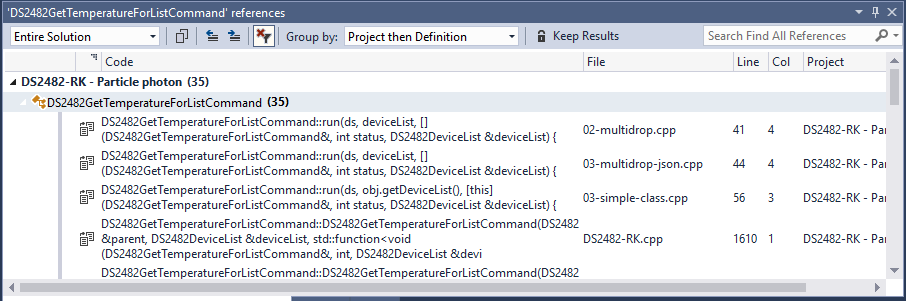 'DS2482GetTemperatureForListCommand' references
Entire Solution
Group by:
Project then Definition
Keep Results
Search Find All References
Code
File
Line
Col
Project
DS2482-RK - Particle photon (35)
DS2482GetTemperatureForListCommand (35)
DS2482GetTemperatureForListCommand::run(ds, deviceList, []
(DS2482GetTemperatureForListCommand&, int status, DS2482DeviceList &deviceList) {
02-multidrop.cpp
41
4
DS2482-RK - Par
DS2482GetTemperatureForListCommand::run(ds, deviceList, []
(DS2482GetTemperatureForListCommand&, int status, DS2482DeviceList &deviceList) {
03-multidrop-json.cpp
44
4
DS2482-RK - Par
DS2482GetTemperatureForListCommand::run(ds, obj.getDeviceList(), [this]
(DS2482GetTemperatureForListCommand&, int status, DS2482DeviceList &deviceList) {
03-simple-class.cpp
56
3
DS2482-RK - Par
DS2482GetTemperatureForListCommand::DS2482GetTemperatureForListCommand(DS2482
&parent, DS2482DeviceList &deviceList, std::function<void
(DS2482GetTemperatureForListCommand&, int, DS2482DeviceList &devi
DS2482-RK.cpp
1610
1
DS2482-RK - Par
DS2482GetTemperatureForListCommand::DS2482GetTemperatureForListCommand(DS2482